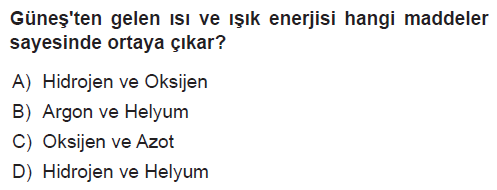 Güneş'ten gelen ısı ve ışık enerjisi hangi maddeler
sayesinde ortaya çıkar?
A) Hidrojen ve Oksijen
B) Argon ve Helyum
C) Oksijen ve Azot
D) Hidrojen ve Helyum